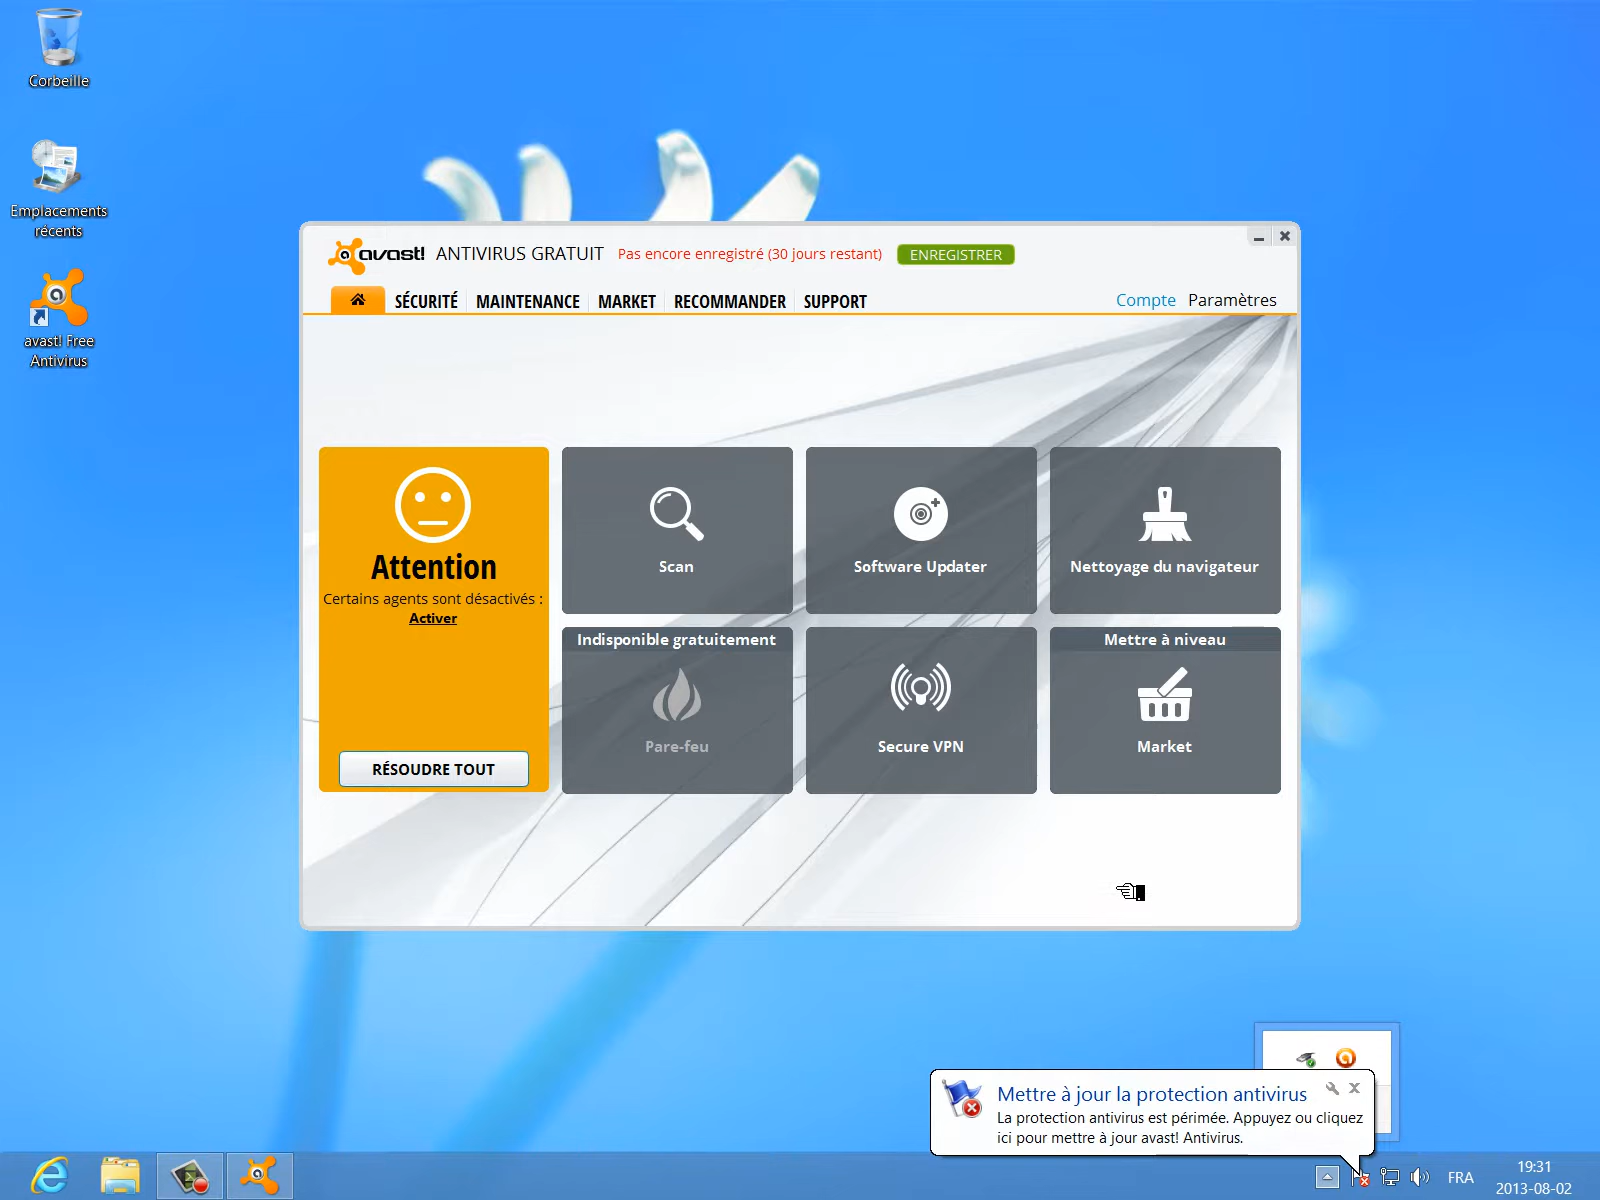 Corbeille
Emplacements
récents
avast! Free
Antivirus
avast! ANTIVIRUS GRATUIT Pas encore enregistré (30 jours restant) ENREGISTRER
SÉCURITÉ MAINTENANCE MARKET RECOMMANDER SUPPORT Compte Paramètres
Attention
Certains agents sont désactivés :
Activer
RÉSOUDRE TOUT
Scan
Software Updater
Nettoyage du navigateur
Indisponible gratuitement
Pare-feu
Secure VPN
Mettre à niveau
Market
Mettre à jour la protection antivirus
La protection antivirus est périmée. Appuyez ou cliquez
ici pour mettre à jour avast! Antivirus.
FRA
19:31
2013-08-02